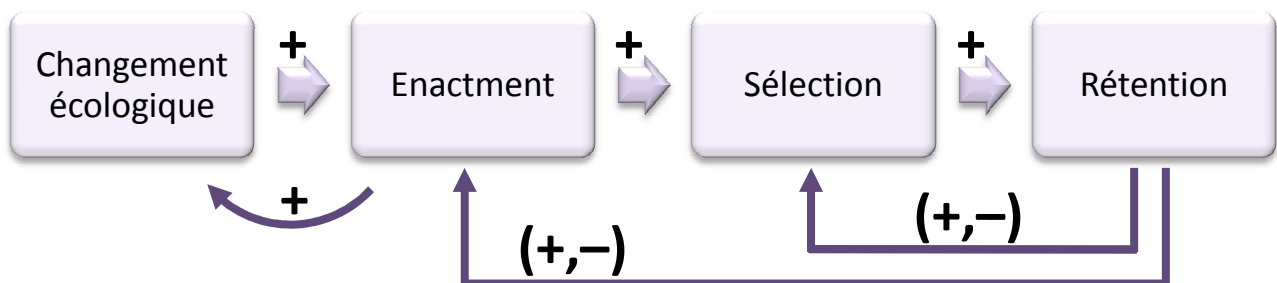 + + +
Changement
écologique
Enactment
Sélection
Rétention
+
(+,–)
(+,–)